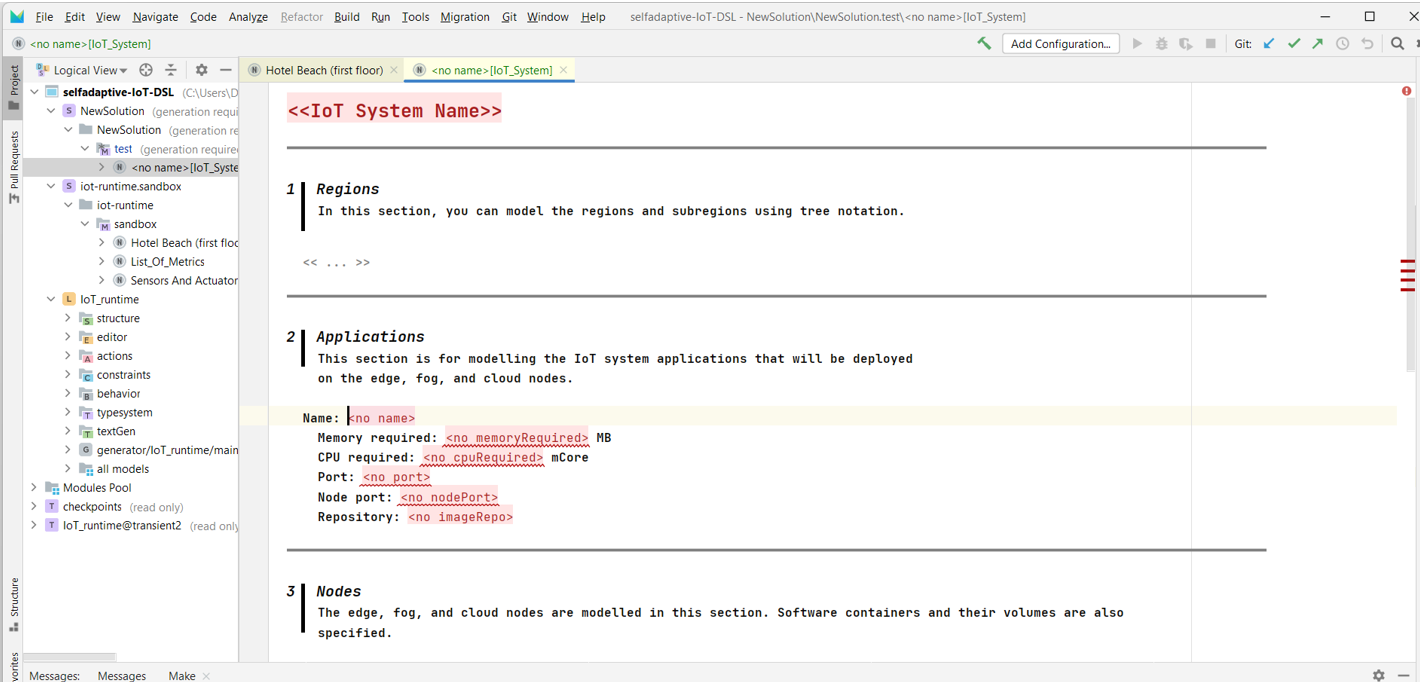 File Edit View Navigate Code Analyze Refactor Build Run Tools Migration Git Window Help selfadaptive-IoT-DSL - NewSolution\NewSolution.test\<no name>[IoT_System]
<no name>[IoT_System] Add Configuration... Git:
Project
Pull Requests
Structure
Logical View
selfadaptive-IoT-DSL (C:\Users\D
NewSolution (generation requi
NewSolution (generation re
test (generation require
<no name>[IoT_Syste
iot-runtime.sandbox
iot-runtime
sandbox
Hotel Beach (first floo
List_Of_Metrics
Sensors And Actuator
IoT_runtime
structure
editor
actions
constraints
behavior
typesystem
textGen
generator/IoT_runtime/main
all models
Modules Pool
checkpoints (read only)
IoT_runtime@transient2 (read only
Hotel Beach (first floor) <no name>[IoT_System]
<<IoT System Name>>
1 Regions
In this section, you can model the regions and subregions using tree notation.
<< ... >>
2 Applications
This section is for modelling the IoT system applications that will be deployed
on the edge, fog, and cloud nodes.
Name: <no name>
Memory required: <no memoryRequired> MB
CPU required: <no cpuRequired> mCore
Port: <no port>
Node port: <no nodePort>
Repository: <no imageRepo>
3 Nodes
The edge, fog, and cloud nodes are modelled in this section. Software containers and their volumes are also
specified.
Messages: Messages Make